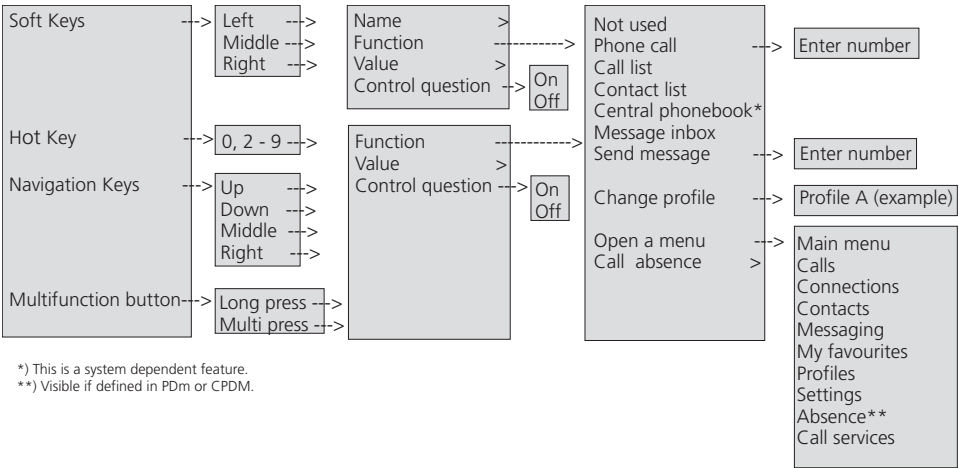 Soft Keys
--->
Left --->
Middle --->
Right --->
Name >
Function ----------->
Value >
Control question -->
On
Off
Hot Key
--->
0, 2 - 9 --->
Navigation Keys
--->
Up --->
Down --->
Middle --->
Right --->
Multifunction button--->
Long press --->
Multi press --->
Function ----------->
Value >
Control question --->
On
Off
Not used
Phone call --->
Call list
Contact list
Central phonebook*
Message inbox
Send message --->
Change profile --->
Open a menu --->
Call absence >
Enter number
Enter number
Profile A (example)
Main menu
Calls
Connections
Contacts
Messaging
My favourites
Profiles
Settings
Absence**
Call services
*) This is a system dependent feature.
**) Visible if defined in PDm or CPDM.